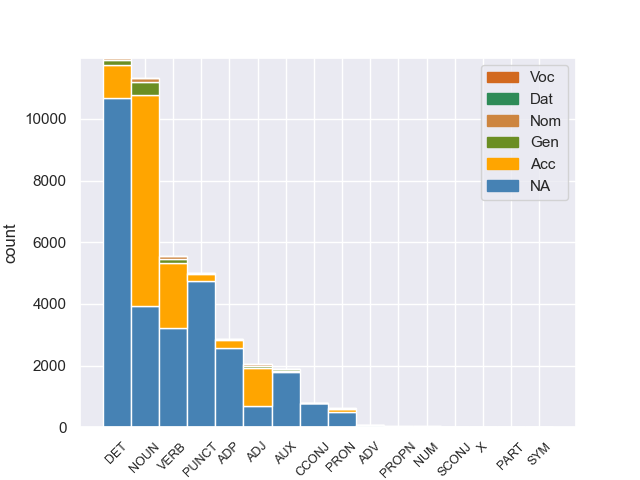 Voc
Dat
Nom
Gen
Acc
NA
count
10000
8000
6000
4000
2000
0
DET
NOUN
VERB
PUNCT
ADP
ADJ
AUX
CCONJ
PRON
ADV
PROPN
NUM
SCONJ
X
PART
SYM